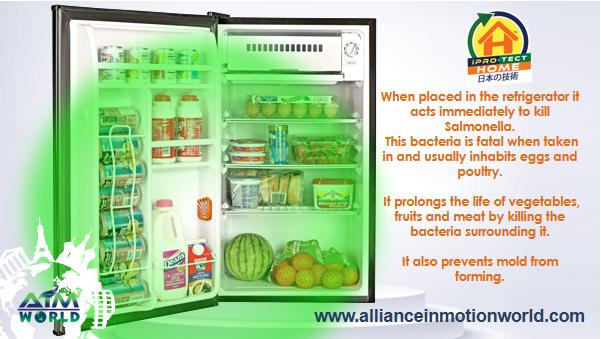 iPRO-TECT
HOME
日本の技術
When placed in the refrigerator it
acts immediately to kill
Salmonella.
This bacteria is fatal when taken
in and usually inhabits eggs and
poultry.
It prolongs the life of vegetables,
fruits and meat by killing the
bacteria surrounding it.
It also prevents mold from
forming.
Dean's
AIM
WORLD
www.allianceinmotionworld.com